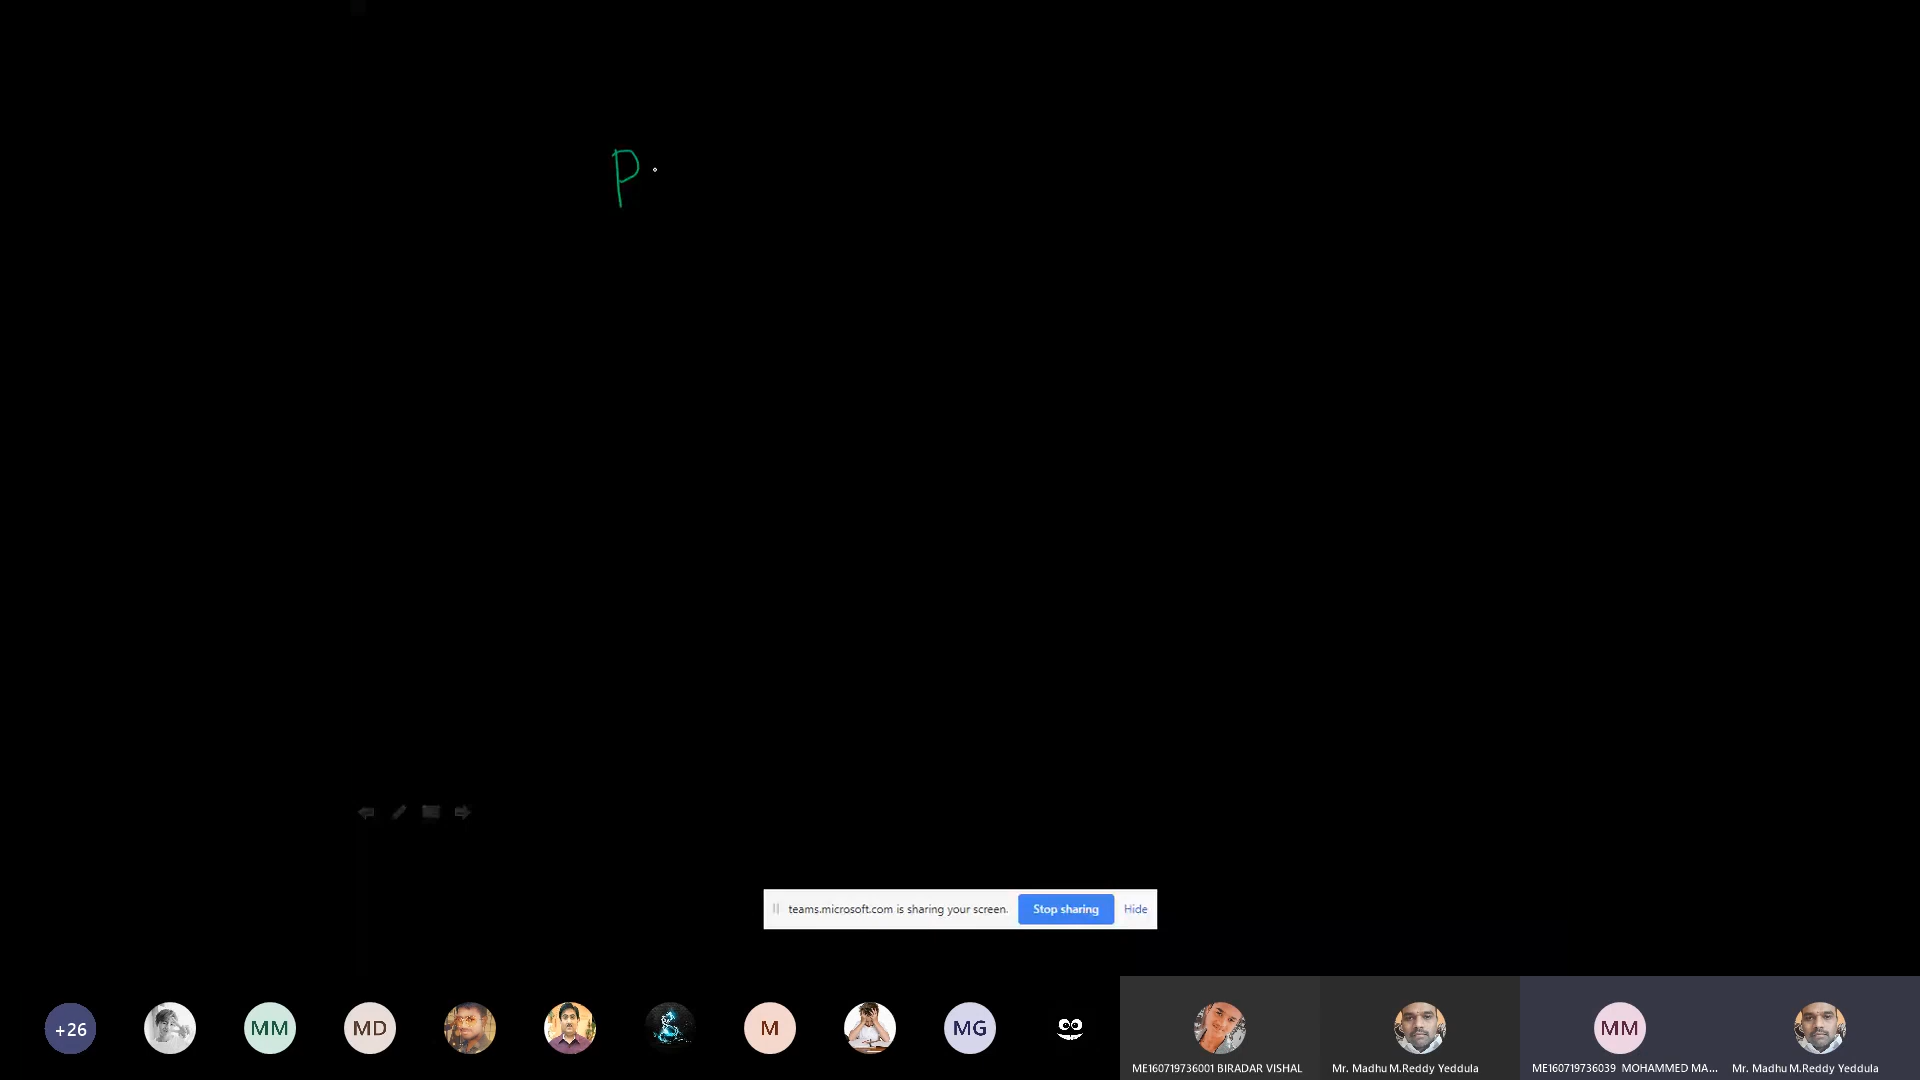 P
teams.microsoft.com is sharing your screen. Stop sharing Hide
+26 MM MD M MG MM
ME160719736001 BIRADAR VISHAL Mr. Madhu M.Reddy Yeddula ME160719736039 MOHAMMED MA... Mr. Madhu M.Reddy Yeddula